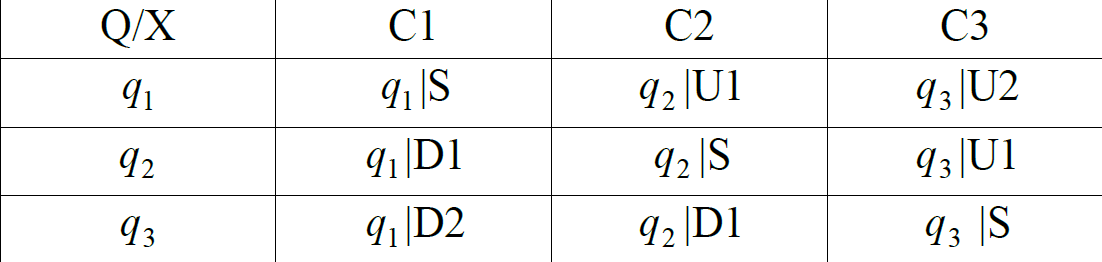 Q/X C1 C2 C3
q₁ q₁|S q₂|U1 q₃|U2
q₂ q₁|D1 q₂|S q₃|U1
q₃ q₁|D2 q₂|D1 q₃ |S